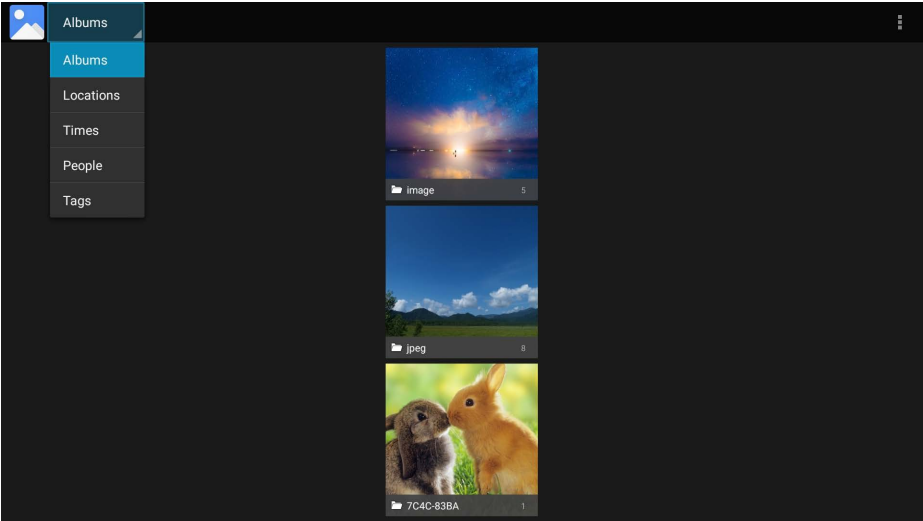 Albums
Albums
Locations
Times
People
Tags
image 5
jpeg 8
7C4C-83BA 1